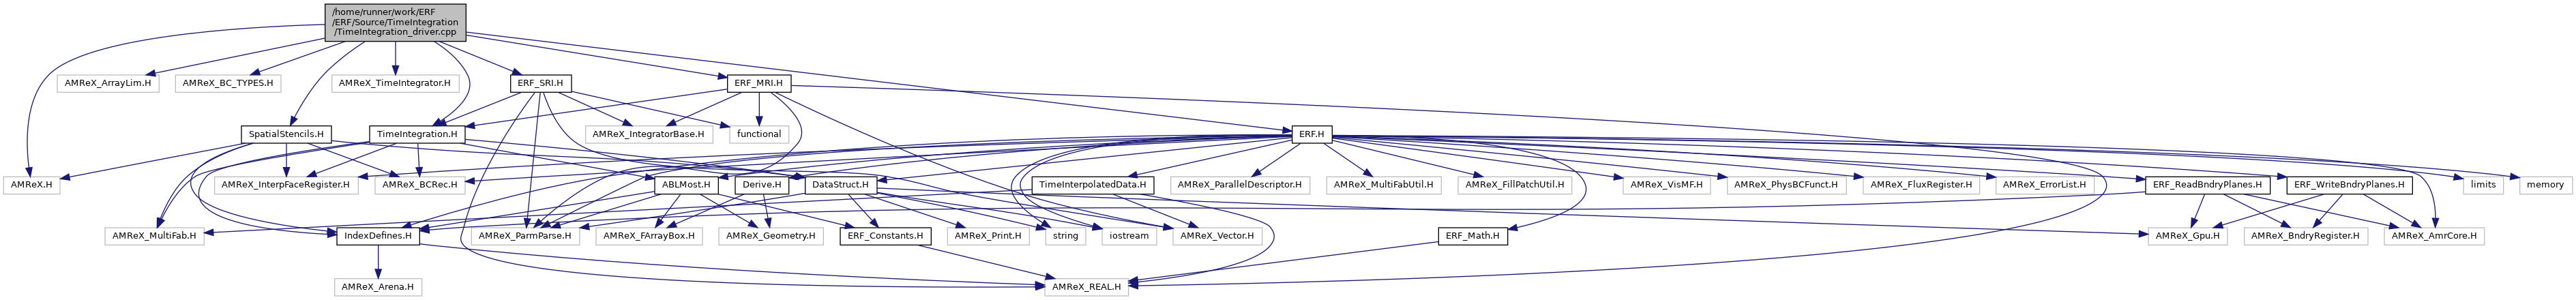 /home/runner/work/ERF
/ERF/Source/TimeIntegration
/TimeIntegration_driver.cpp
AMReX_ArrayLim.H
AMReX_BC_TYPES.H
AMReX_TimeIntegrator.H
ERF_SRI.H
ERF_MRI.H
SpatialStencils.H
TimeIntegration.H
AMReX_IntegratorBase.H
functional
ERF.H
AMReX.H
AMReX_InterpFaceRegister.H
AMReX_BCRec.H
ABLMost.H
Derive.H
DataStruct.H
TimeInterpolatedData.H
AMReX_ParallelDescriptor.H
AMReX_MultiFabUtil.H
AMReX_FillPatchUtil.H
AMReX_VisMF.H
AMReX_PhysBCFunct.H
AMReX_FluxRegister.H
AMReX_ErrorList.H
ERF_ReadBndryPlanes.H
ERF_WriteBndryPlanes.H
limits
memory
AMReX_MultiFab.H
IndexDefines.H
AMReX_ParmParse.H
AMReX_FArrayBox.H
AMReX_Geometry.H
ERF_Constants.H
AMReX_Print.H
string
iostream
AMReX_Vector.H
ERF_Math.H
AMReX_Gpu.H
AMReX_BndryRegister.H
AMReX_AmrCore.H
AMReX_Arena.H
AMReX_REAL.H